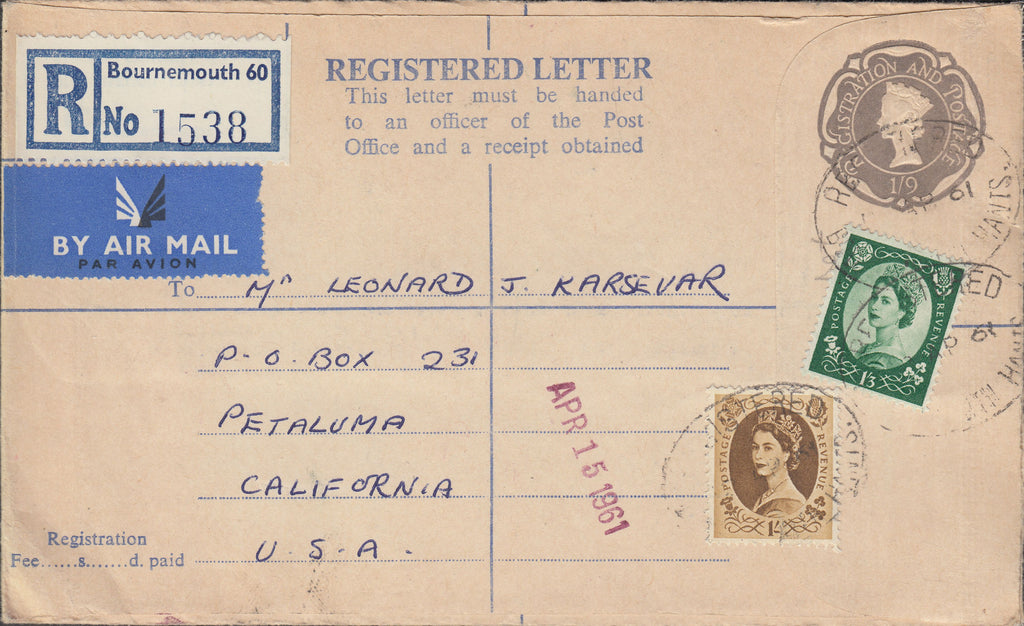 R
Bournemouth 60
No 1538
REGISTERED LETTER
This letter must be handed
to an officer of the Post
Office and a receipt obtained
REGISTRATION AND POSTAGE
1/9
BY AIR MAIL
PAR AVION
To Mr LEONARD J. KARSEVAR
P.O. BOX 231
PETALUMA
CALIFORNIA
U.S.A.
APR 15 1961
POSTAGE REVENUE
1/3
POSTAGE REVENUE
1/-
Registration
Fee......s.......d. paid